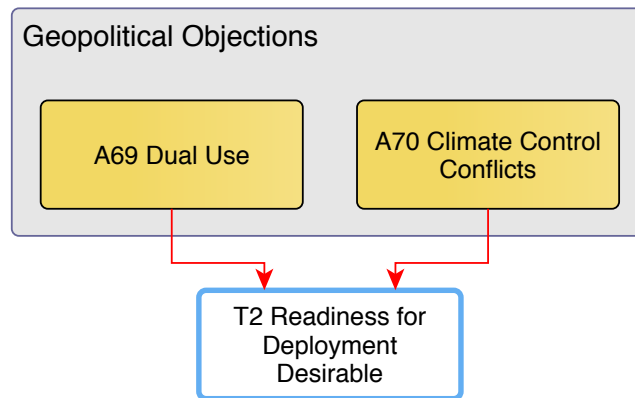 Geopolitical Objections
A69 Dual Use
A70 Climate Control
Conflicts
T2 Readiness for
Deployment
Desirable